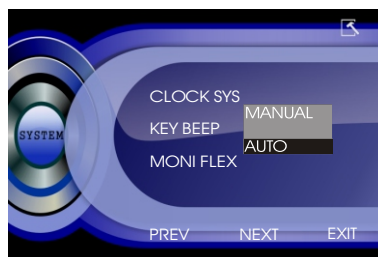 CLOCK SYS
MANUAL
KEY BEEP
AUTO
MONI FLEX
SYSTEM
PREV NEXT EXIT